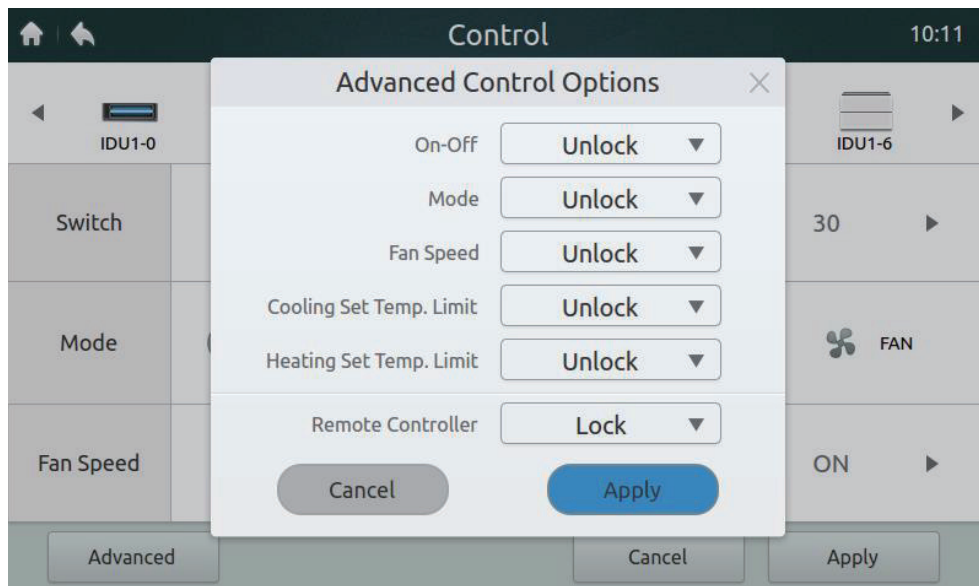 Control
10:11
Advanced Control Options
IDU1-0
IDU1-6
On-Off Unlock
Mode Unlock
Switch
30
Fan Speed Unlock
Cooling Set Temp. Limit Unlock
Mode
FAN
Heating Set Temp. Limit Unlock
Remote Controller Lock
Fan Speed
ON
Cancel Apply
Advanced Cancel Apply